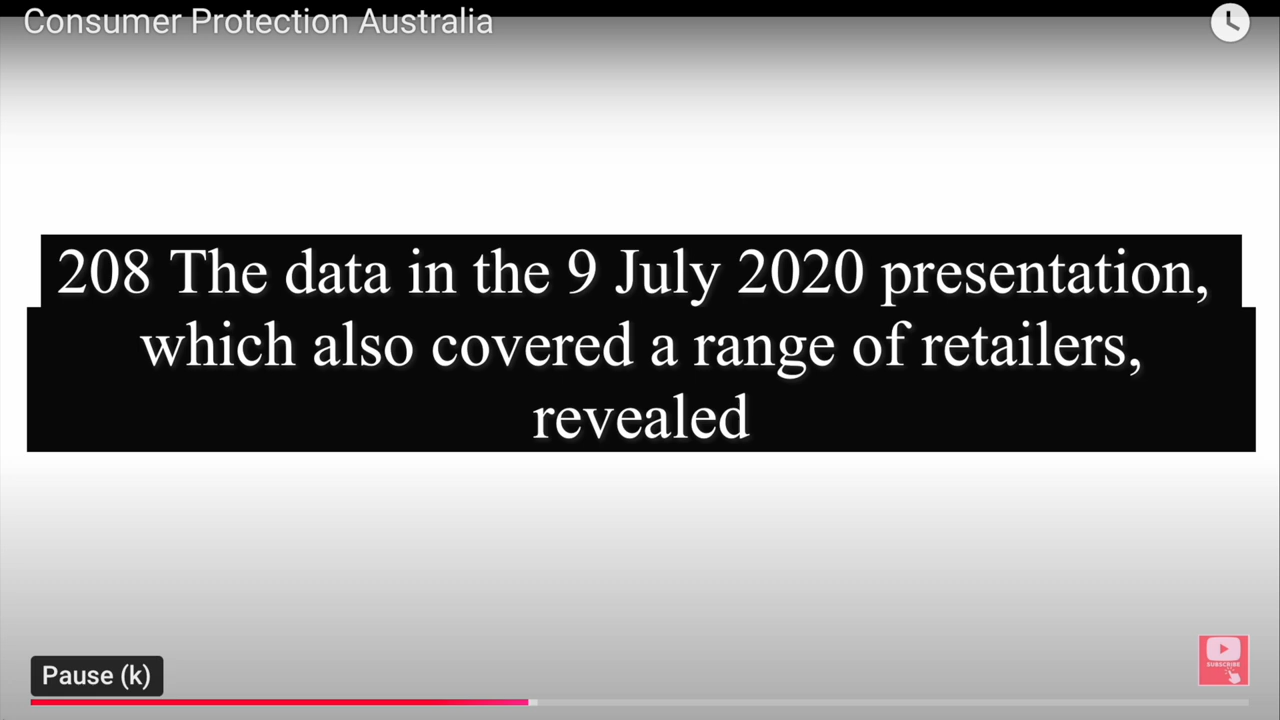 Consumer Protection Australia
208 The data in the 9 July 2020 presentation,
which also covered a range of retailers,
revealed
SUBSCRIBE
Pause (k)